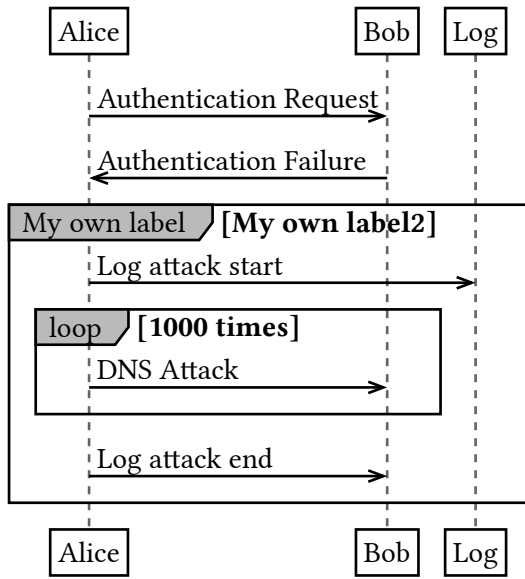 Alice Bob Log
Authentication Request
Authentication Failure
My own label [My own label2]
Log attack start
loop [1000 times]
DNS Attack
Log attack end
Alice Bob Log